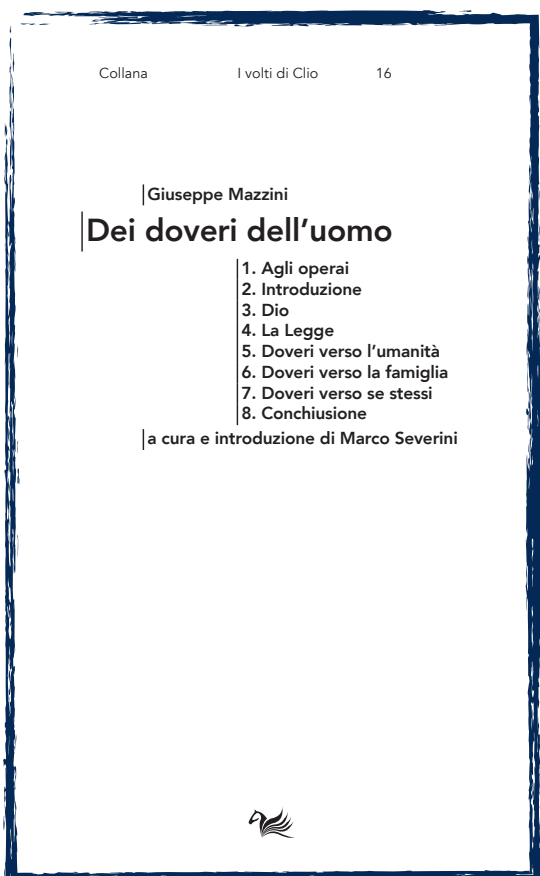 Collana I volti di Clio 16
Giuseppe Mazzini
Dei doveri dell’uomo
1. Agli operai
2. Introduzione
3. Dio
4. La Legge
5. Doveri verso l’umanità
6. Doveri verso la famiglia
7. Doveri verso se stessi
8. Conchiusione
a cura e introduzione di Marco Severini